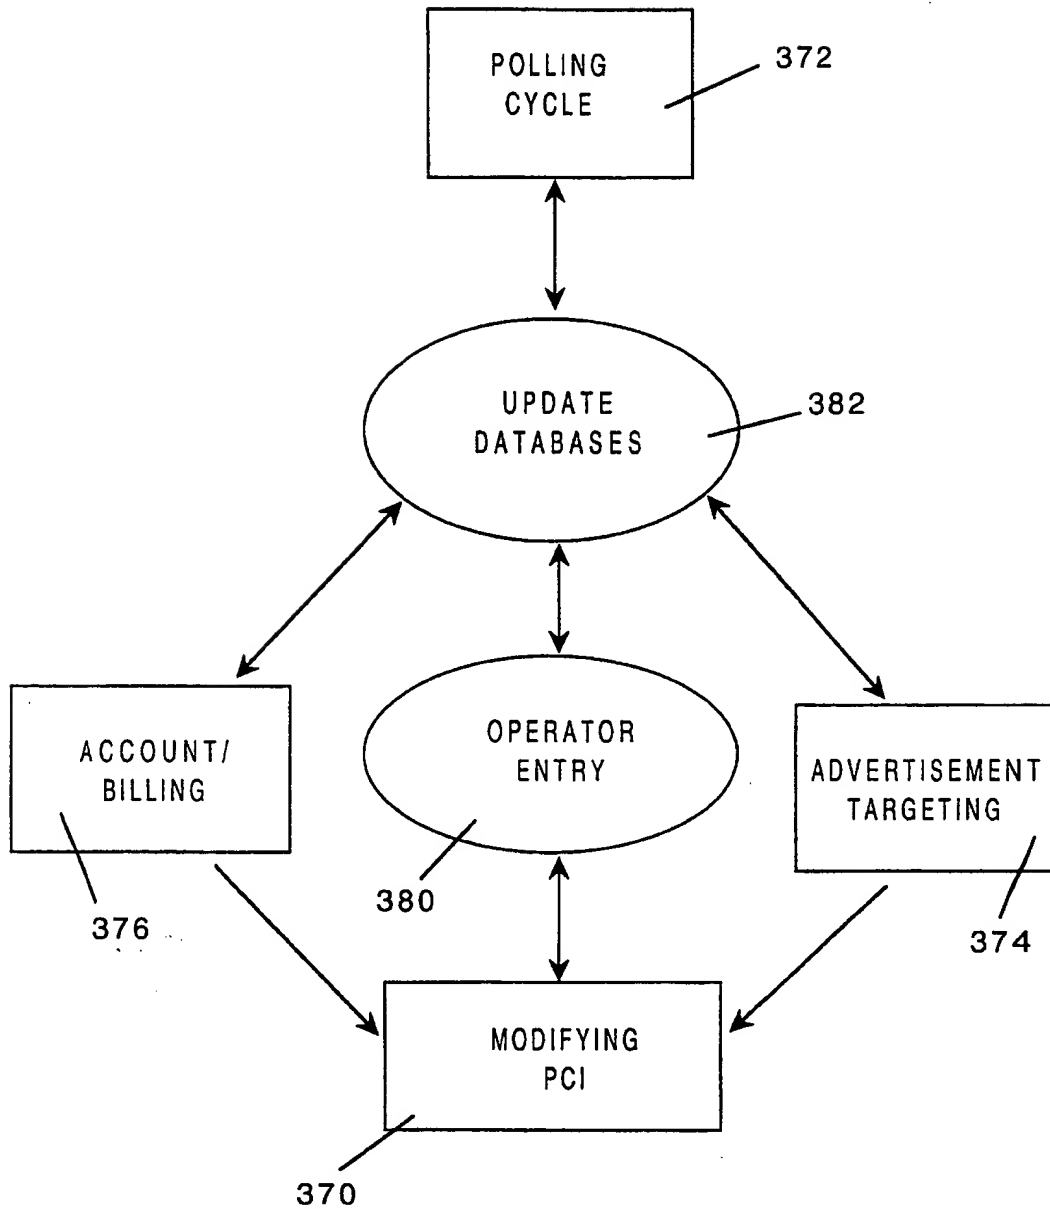 POLLING
CYCLE
372
UPDATE
DATABASES
382
ACCOUNT/
BILLING
376
OPERATOR
ENTRY
380
ADVERTISEMENT
TARGETING
374
MODIFYING
PCI
370